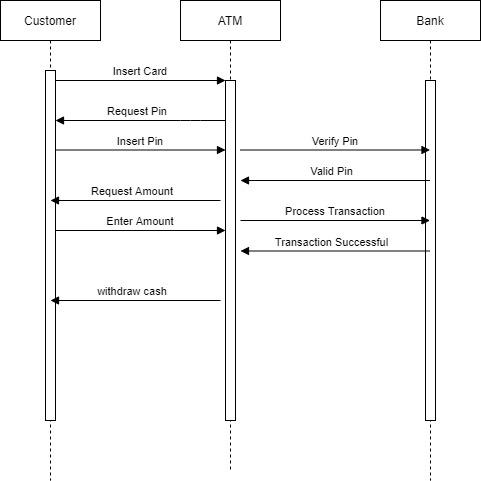 Customer
ATM
Bank
Insert Card
Request Pin
Insert Pin
Verify Pin
Valid Pin
Request Amount
Process Transaction
Enter Amount
Transaction Successful
withdraw cash